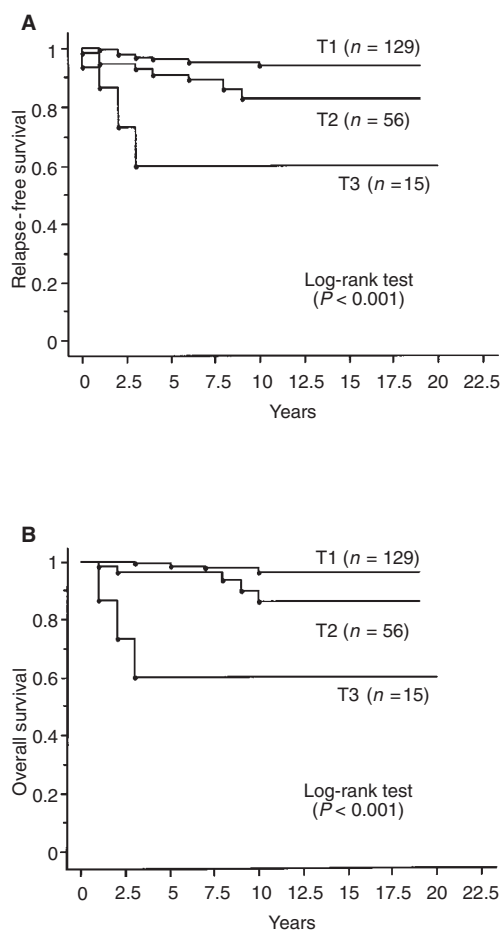 A
1
0.8
0.6
0.4
0.2
0
Relapse-free survival
T1 (n = 129)
T2 (n = 56)
T3 (n = 15)
Log-rank test
(P < 0.001)
0 2.5 5 7.5 10 12.5 15 17.5 20 22.5
Years
B
1
0.8
0.6
0.4
0.2
0
Overall survival
T1 (n = 129)
T2 (n = 56)
T3 (n = 15)
Log-rank test
(P < 0.001)
0 2.5 5 7.5 10 12.5 15 17.5 20 22.5
Years